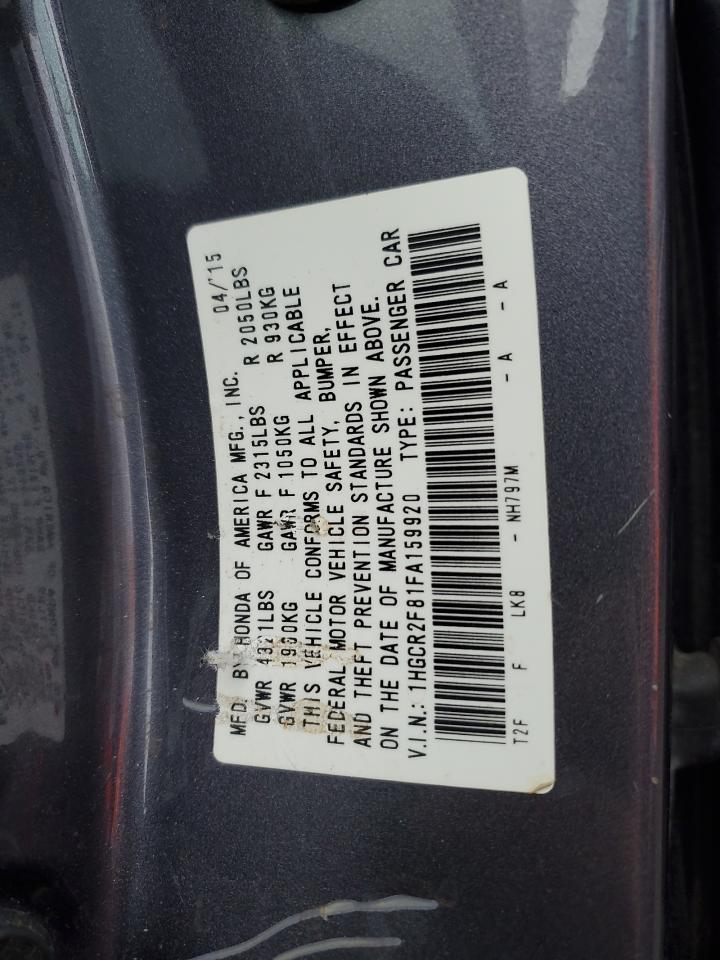 MFD. BY HONDA OF AMERICA MFG., INC. 04/'15
GVWR LBS GAWR F 2315LBS R 2050LBS
GVWR KG GAWR F 1050KG R 930KG
THIS VEHICLE CONFORMS TO ALL APPLICABLE
FEDERAL MOTOR VEHICLE SAFETY, BUMPER,
AND THEFT PREVENTION STANDARDS IN EFFECT
ON THE DATE OF MANUFACTURE SHOWN ABOVE.
V.I.N.: 1HGCR2F81FA159920 TYPE: PASSENGER CAR
T2F F LK8 - NH797M - A - A